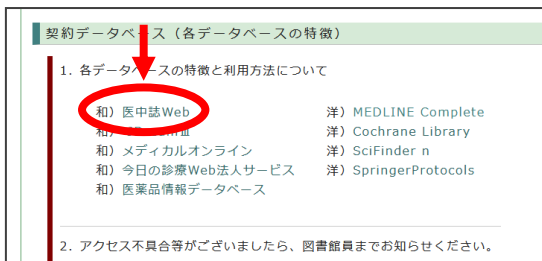 契約データベース（各データベースの特徴）
1. 各データベースの特徴と利用方法について
和）医中誌Web
和）
和）メディカルオンライン
和）今日の診療Web法人サービス
和）医薬品情報データベース
洋）MEDLINE Complete
洋）Cochrane Library
洋）SciFinder n
洋）SpringerProtocols
2. アクセス不具合等がございましたら、図書館員までお知らせください。